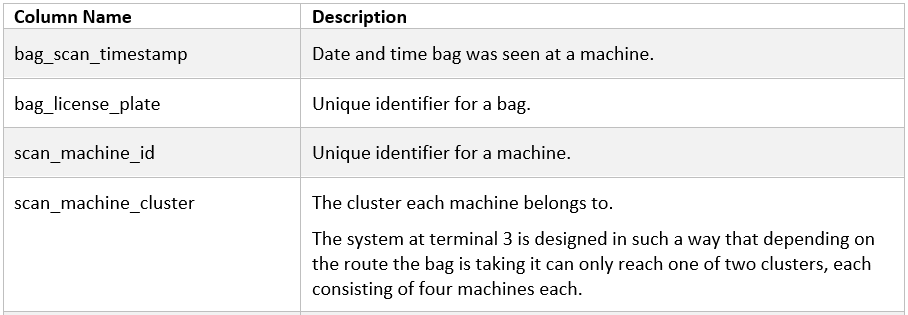 Column Name Description
bag_scan_timestamp Date and time bag was seen at a machine.
bag_license_plate Unique identifier for a bag.
scan_machine_id Unique identifier for a machine.
scan_machine_cluster The cluster each machine belongs to.
The system at terminal 3 is designed in such a way that depending on
the route the bag is taking it can only reach one of two clusters, each
consisting of four machines each.